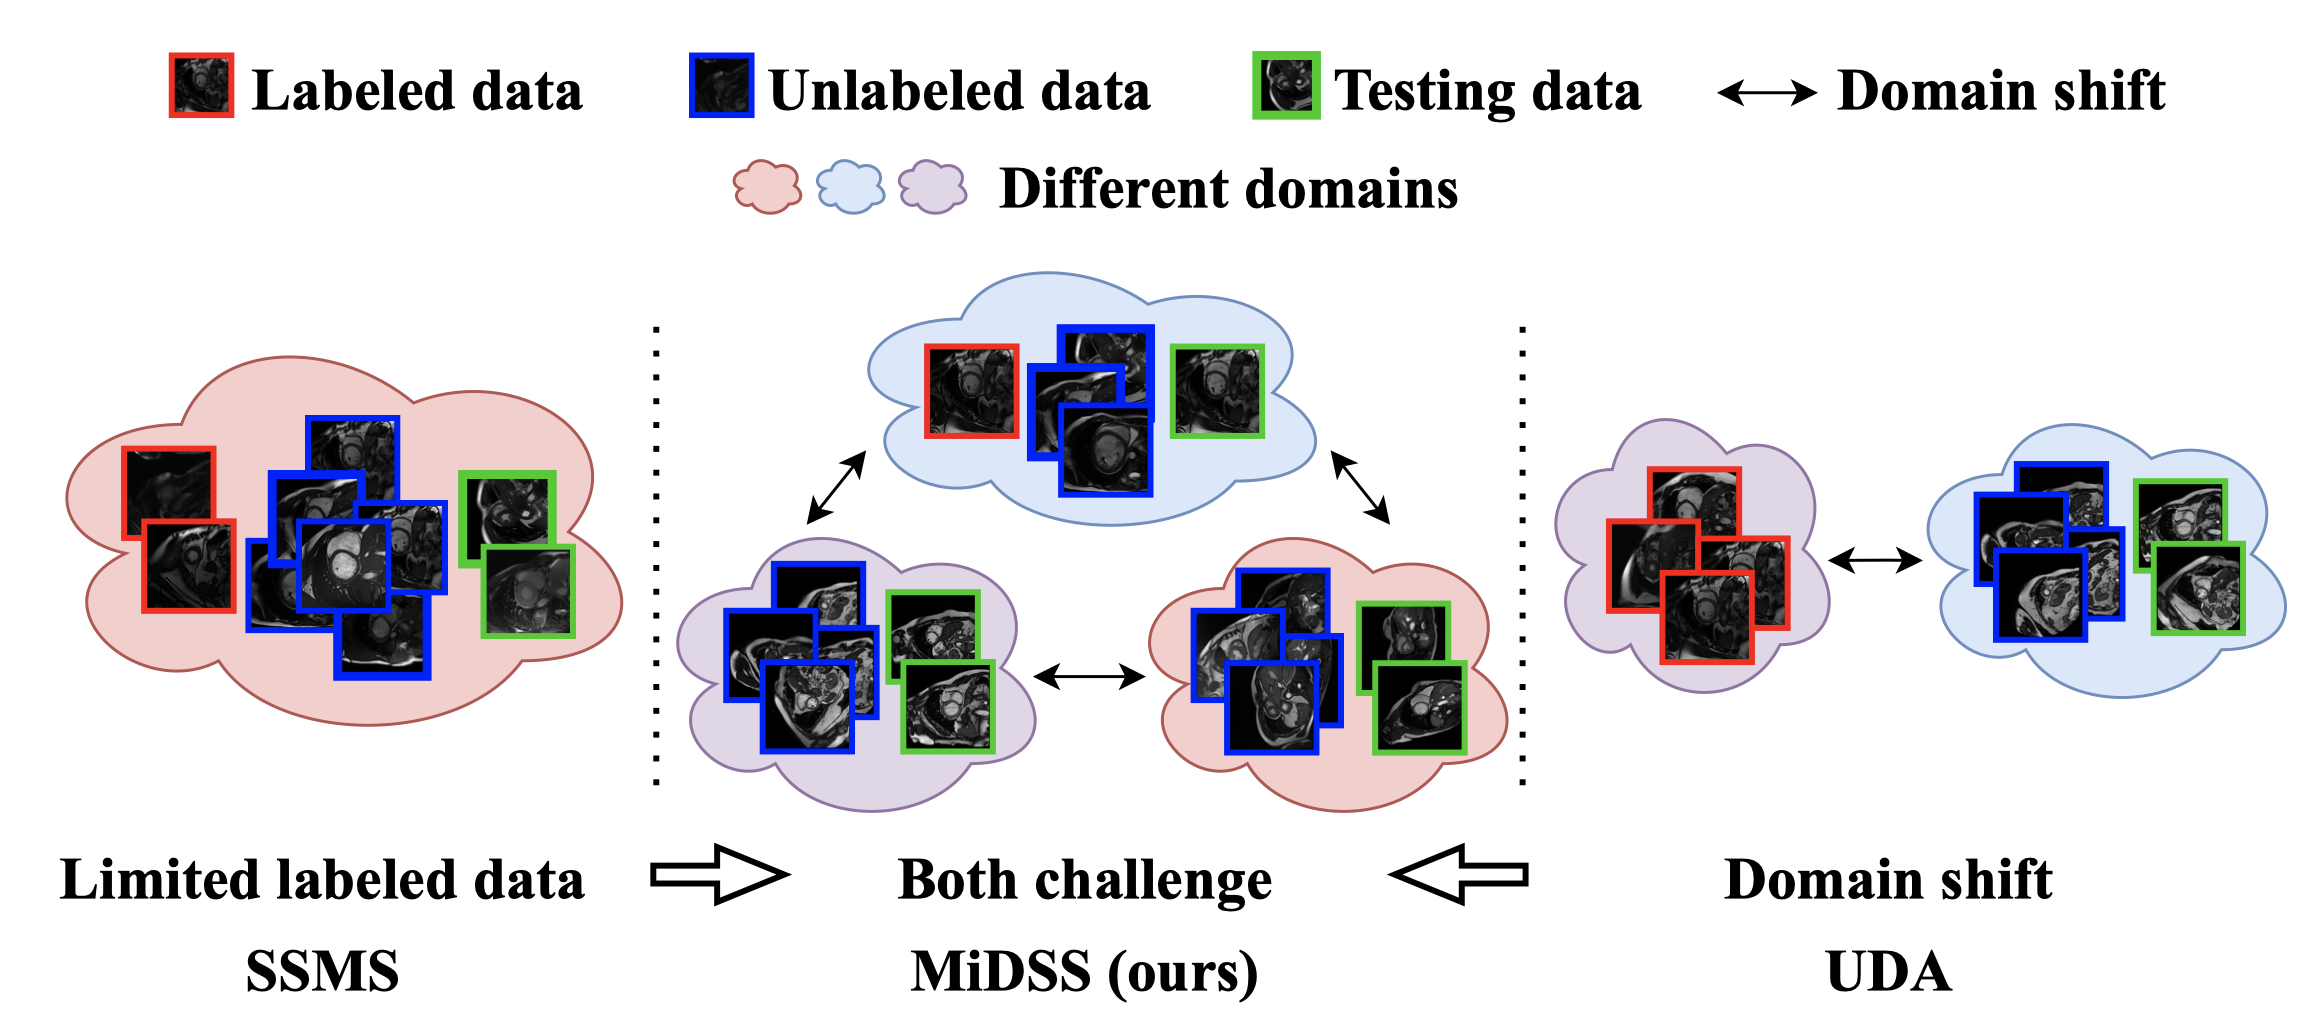 Labeled data Unlabeled data Testing data Domain shift
Different domains
Limited labeled data Both challenge Domain shift
SSMS MiDSS (ours) UDA